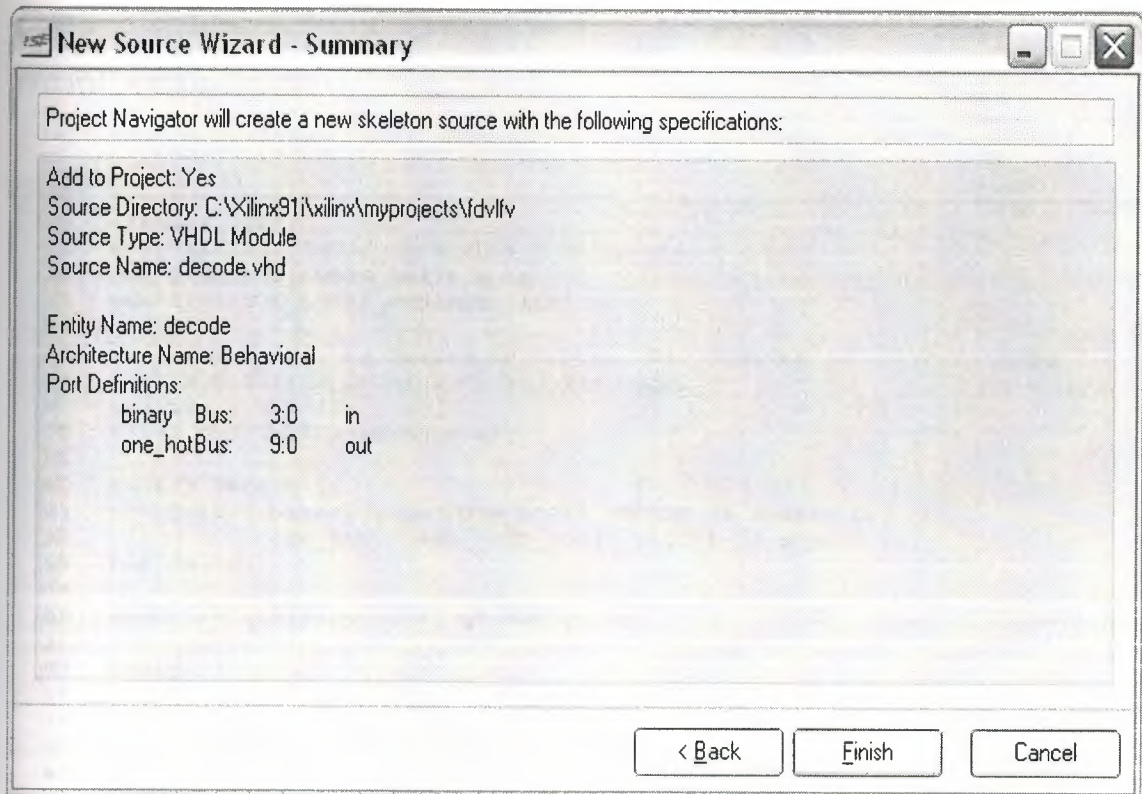 ISE New Source Wizard - Summary
Project Navigator will create a new skeleton source with the following specifications:
Add to Project: Yes
Source Directory: C:\Xilinx91i\xilinx\myprojects\fdvlfv
Source Type: VHDL Module
Source Name: decode.vhd
Entity Name: decode
Architecture Name: Behavioral
Port Definitions:
binary Bus: 3:0 in
one_hotBus: 9:0 out
< Back Finish Cancel